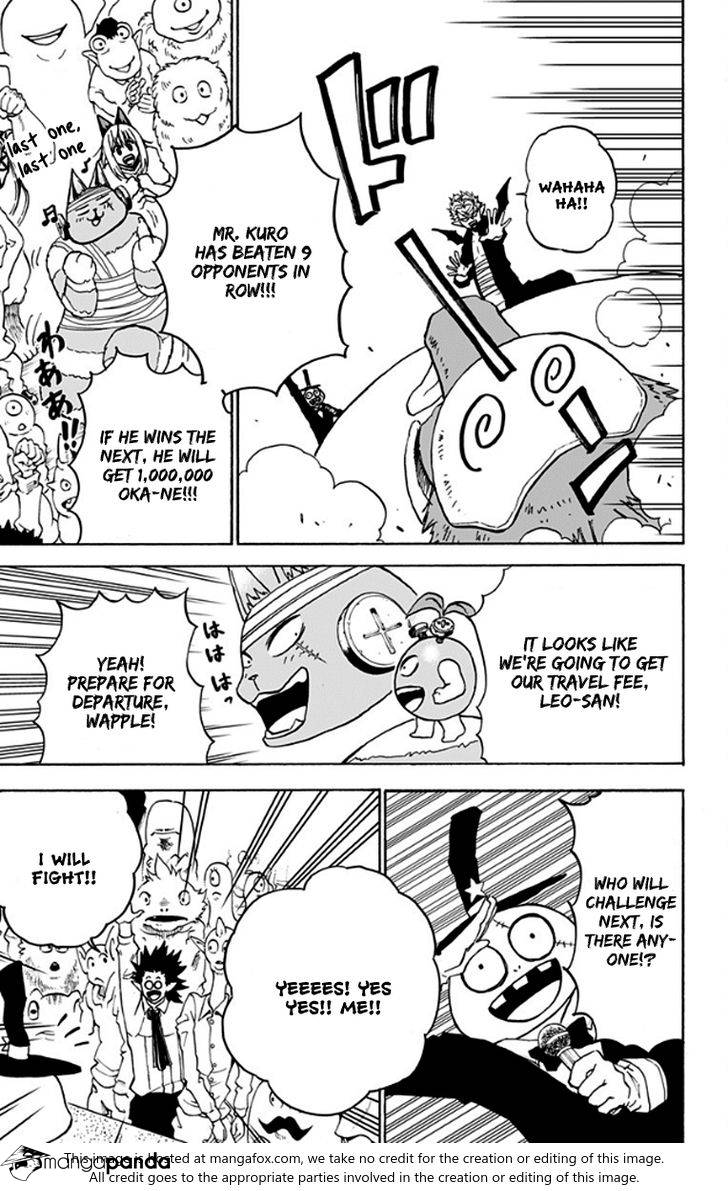 ドドド
WAHAHA
HA!!
MR. KURO
HAS BEATEN 9
OPPONENTS IN
ROW!!!
last one,
last one
わあああ!!
IF HE WINS THE
NEXT, HE WILL
GET 1,000,000
OKA-NE!!!
IT LOOKS LIKE
WE'RE GOING TO GET
OUR TRAVEL FEE,
LEO-SAN!
はははっ
YEAH!
PREPARE FOR
DEPARTURE,
WAPPLE!
WHO WILL
CHALLENGE
NEXT, IS
THERE ANY-
ONE!?
YEEEES! YES
YES!! ME!!
I WILL
FIGHT!!
This image is hosted at mangafox.com, we take no credit for the creation or editing of this image.
mangapanda
All credit goes to the appropriate parties involved in the creation or editing of this image.